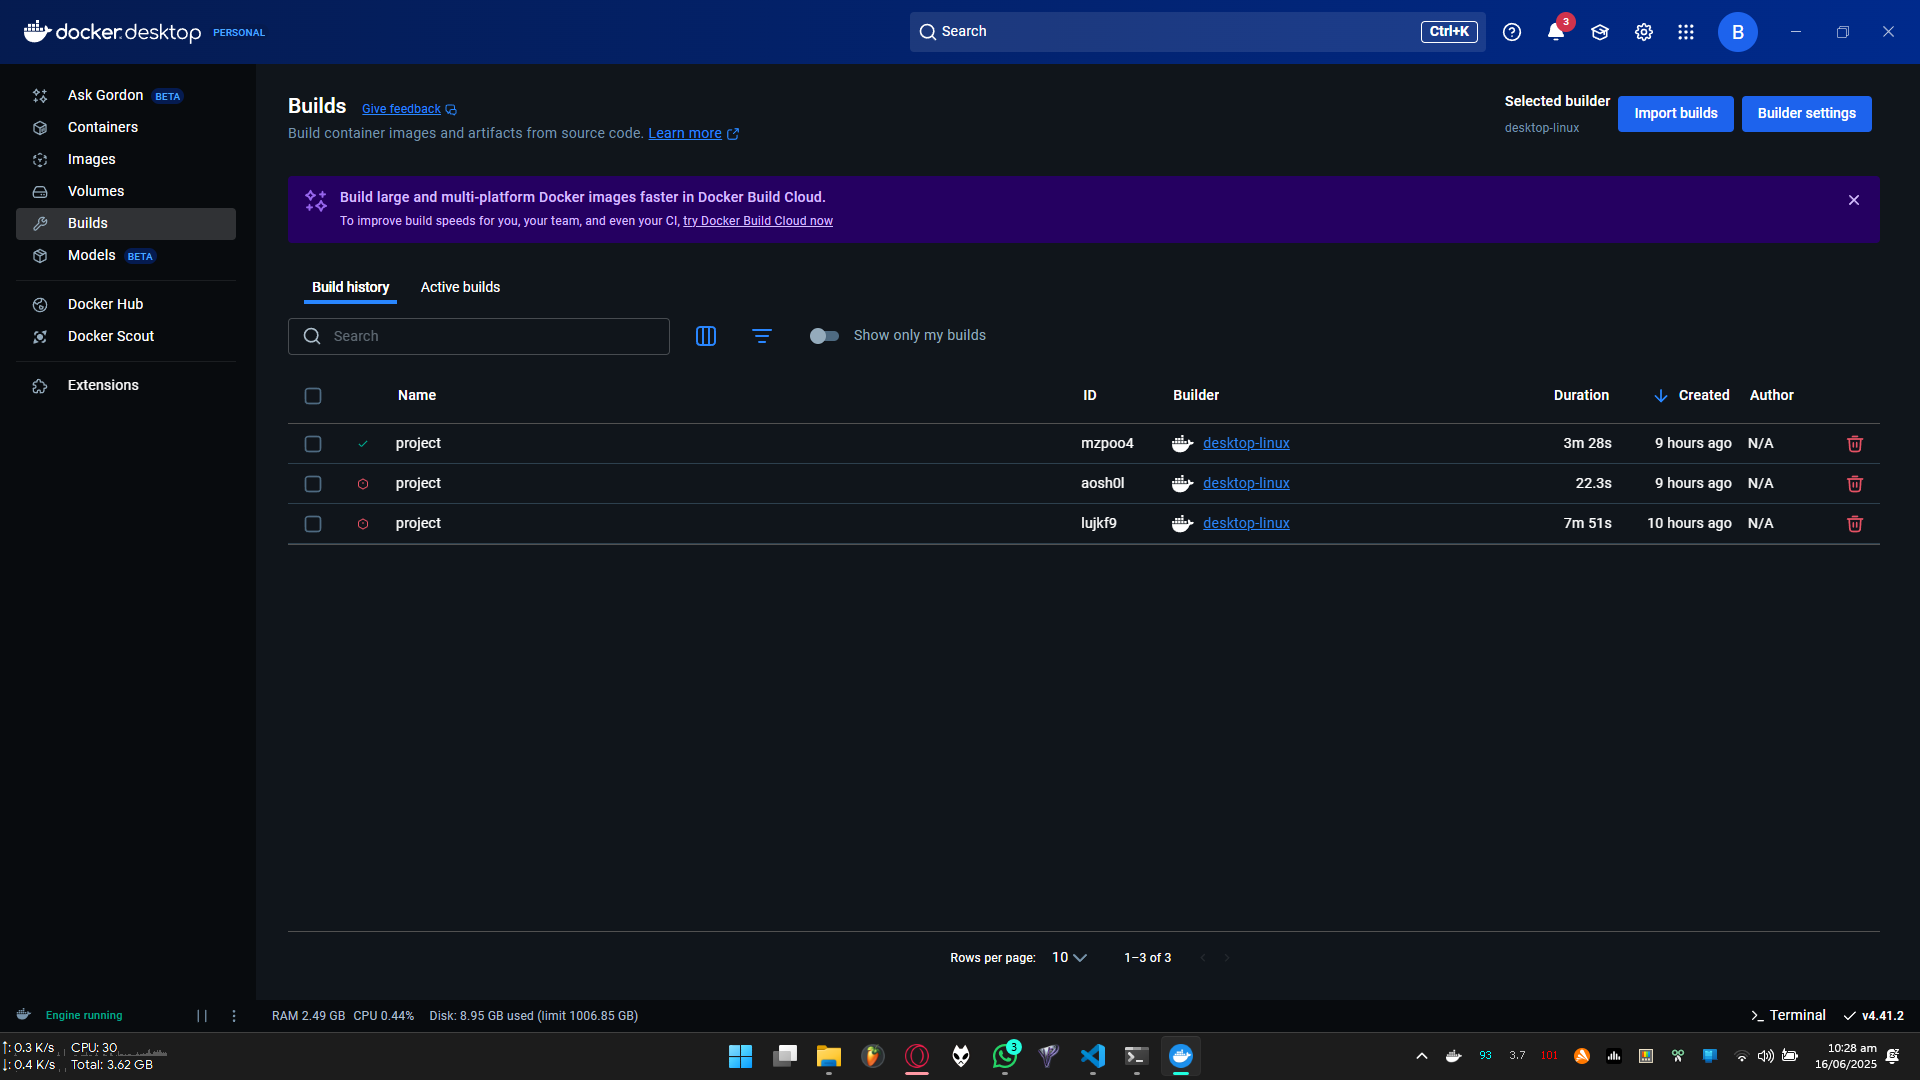 docker.desktop PERSONAL
Search Ctrl+K
3
B
Ask Gordon BETA
Containers
Images
Volumes
Builds
Models BETA
Docker Hub
Docker Scout
Extensions
Builds Give feedback
Build container images and artifacts from source code. Learn more
Selected builder
desktop-linux
Import builds
Builder settings
Build large and multi-platform Docker images faster in Docker Build Cloud.
To improve build speeds for you, your team, and even your CI, try Docker Build Cloud now
Build history Active builds
Search
Show only my builds
Name ID Builder Duration Created Author
project mzpoo4 desktop-linux 3m 28s 9 hours ago N/A
project aosh0l desktop-linux 22.3s 9 hours ago N/A
project lujkf9 desktop-linux 7m 51s 10 hours ago N/A
Rows per page: 10 1–3 of 3
Engine running
RAM 2.49 GB CPU 0.44% Disk: 8.95 GB used (limit 1006.85 GB)
>_ Terminal v4.41.2
↑: 0.3 K/s CPU: 30
↓: 0.4 K/s Total: 3.62 GB
3
93 3.7 101
10:28 am
16/06/2025